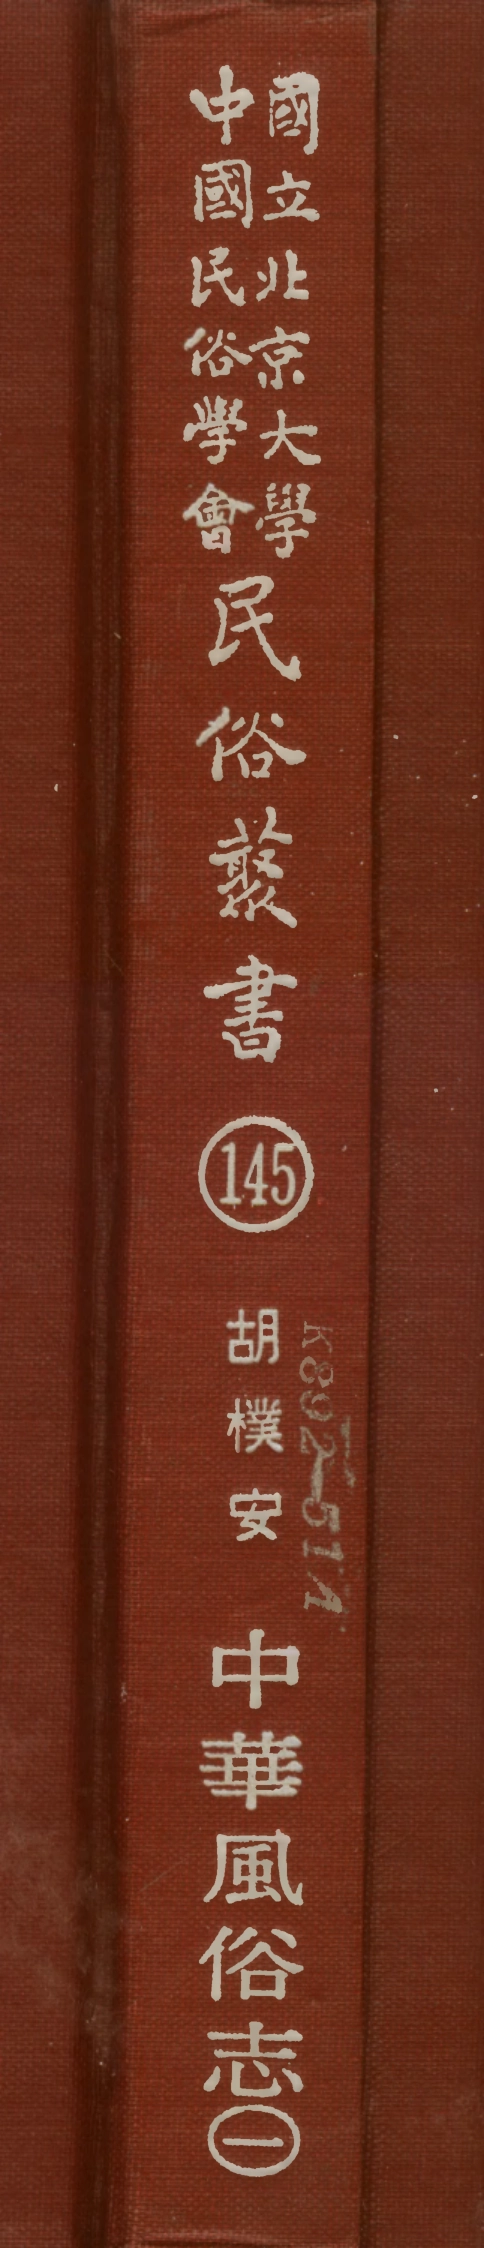 國立北京大學
中國民俗學會
民俗叢書
145
胡樸安
K892-51
中華風俗志
一